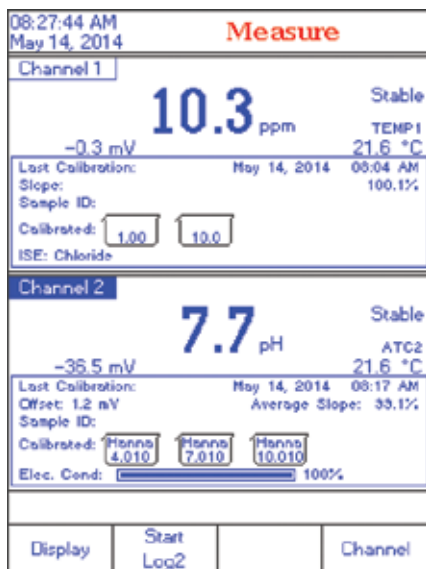 08:27:44 AM
May 14, 2014
Measure
Channel 1
10.3 ppm
Stable
TEMP1
-0.3 mV
21.6 °C
Last Calibration: May 14, 2014 08:04 AM
Slope: 100.1%
Sample ID:
Calibrated: 1.00 10.0
ISE: Chloride
Channel 2
7.7 pH
Stable
ATC2
-36.5 mV
21.6 °C
Last Calibration: May 14, 2014 08:17 AM
Offset: 1.2 mV Average Slope: 99.1%
Sample ID:
Calibrated: Hanna 4.010 Hanna 7.010 Hanna 10.010
Elec. Cond: 100%
Display
Start Log2
Channel